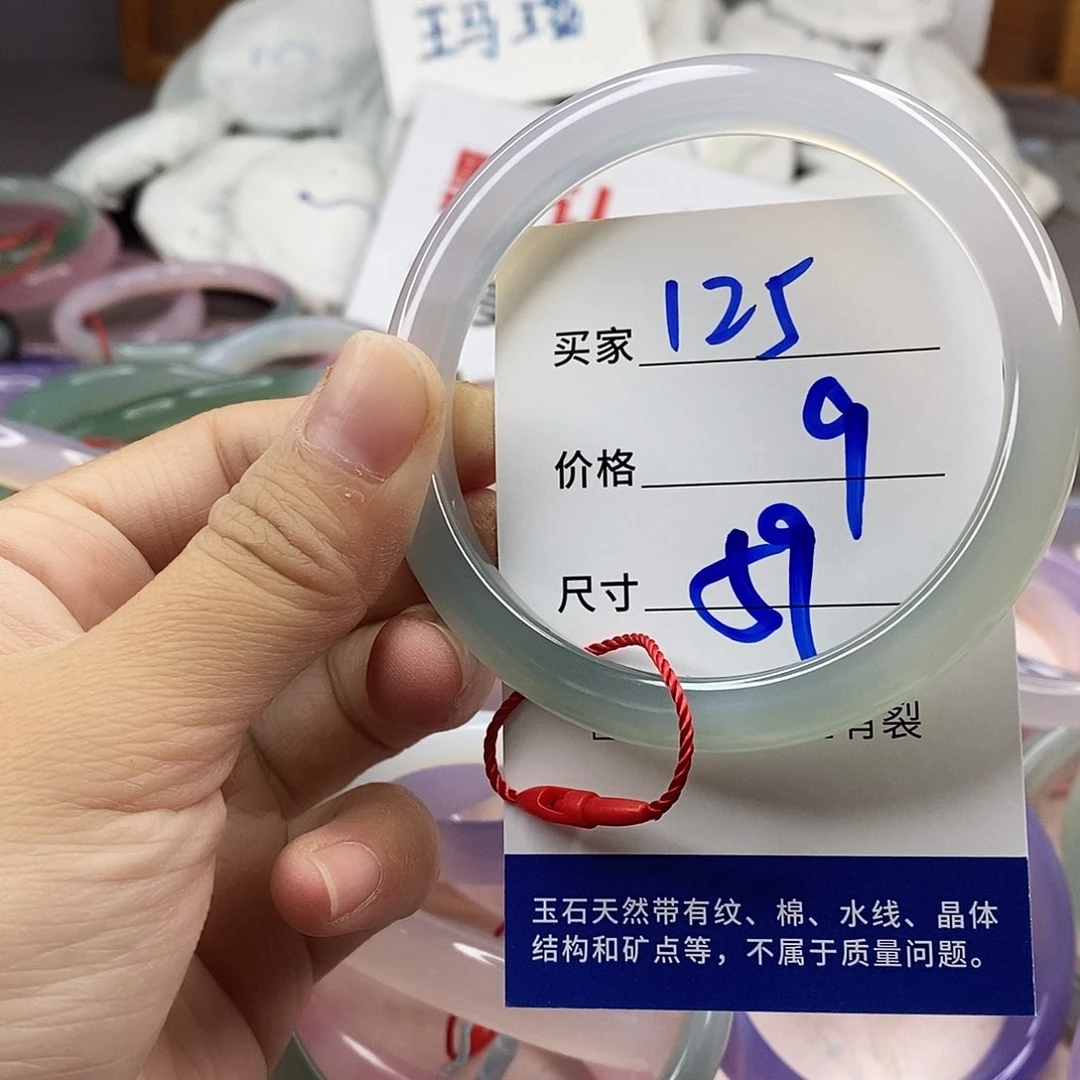 玛瑙
买家 125
价格 9
尺寸 59
有裂
玉石天然带有纹、棉、水线、晶体
结构和矿点等，不属于质量问题。